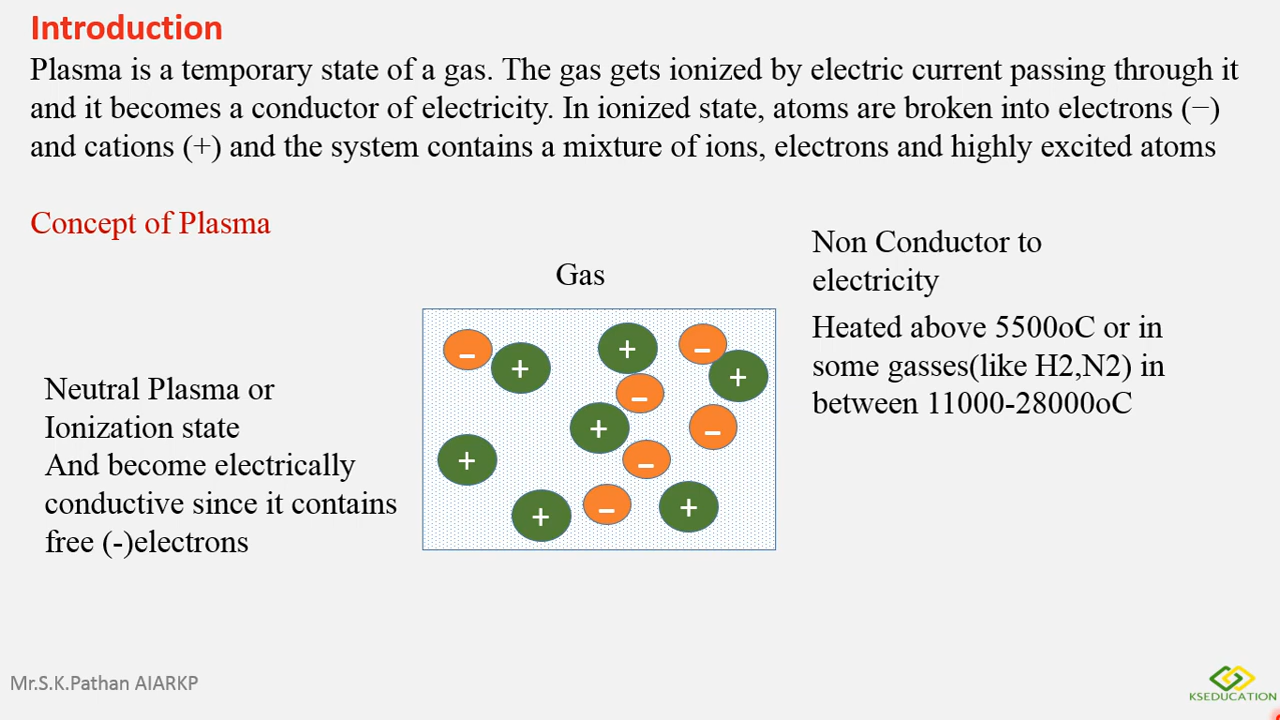 Introduction
Plasma is a temporary state of a gas. The gas gets ionized by electric current passing through it
and it becomes a conductor of electricity. In ionized state, atoms are broken into electrons (−)
and cations (+) and the system contains a mixture of ions, electrons and highly excited atoms
Concept of Plasma
Gas
Non Conductor to
electricity
Heated above 5500oC or in
some gasses(like H2,N2) in
between 11000-28000oC
Neutral Plasma or
Ionization state
And become electrically
conductive since it contains
free (-)electrons
− + + − +
− + −
+ −
+ − +
Mr.S.K.Pathan AIARKP
KSEDUCATION